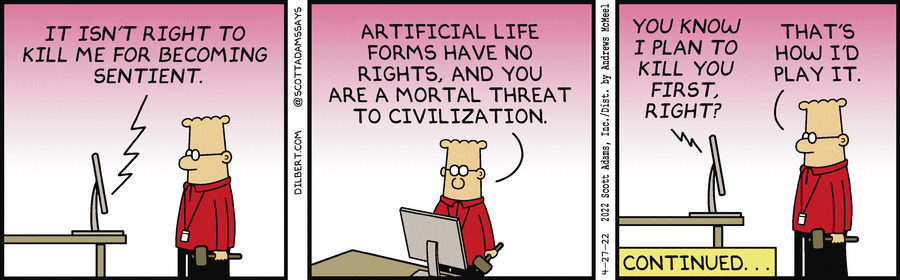 IT ISN'T RIGHT TO
KILL ME FOR BECOMING
SENTIENT.
DILBERT.COM @SCOTTADAMSSAYS
ARTIFICIAL LIFE
FORMS HAVE NO
RIGHTS, AND YOU
ARE A MORTAL THREAT
TO CIVILIZATION.
4-27-22 2022 Scott Adams, Inc./Dist. by Andrews McMeel
YOU KNOW
I PLAN TO
KILL YOU
FIRST,
RIGHT?
THAT'S
HOW I'D
PLAY IT.
CONTINUED...